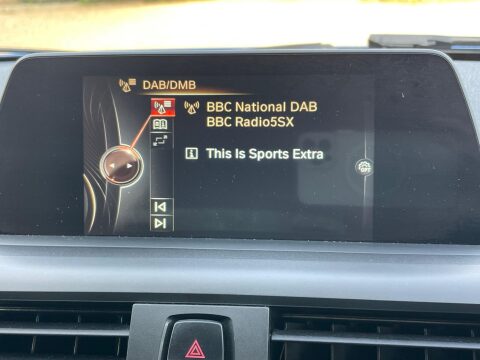 DAB/DMB
BBC National DAB
BBC Radio5SX
This Is Sports Extra
OFF